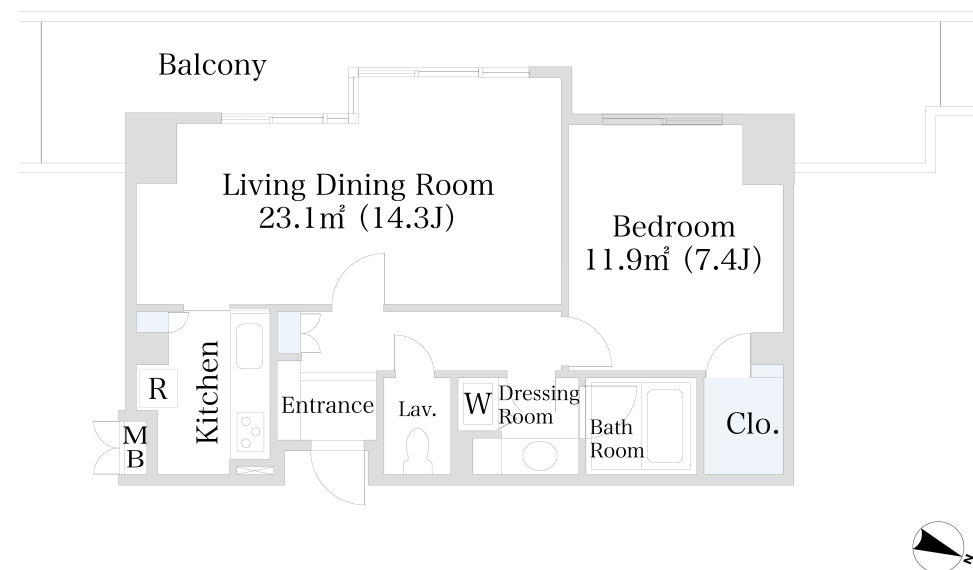 Balcony
Living Dining Room
23.1㎡ (14.3J)
Bedroom
11.9㎡ (7.4J)
Kitchen
R
M
B
Entrance
Lav.
W
Dressing
Room
Bath
Room
Clo.
N